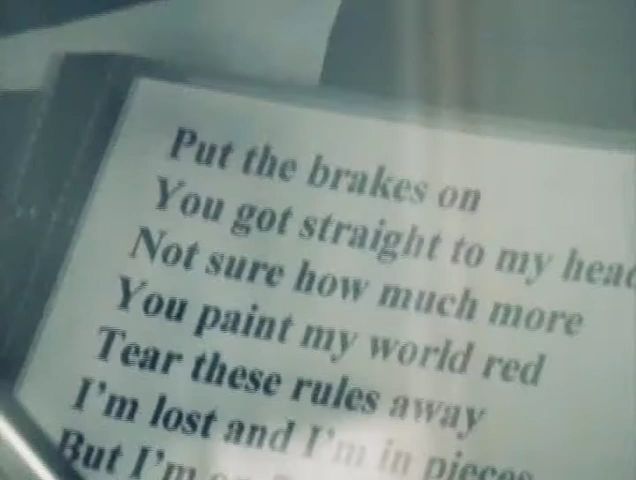 Put the brakes on
You got straight to my head
Not sure how much more
You paint my world red
Tear these rules away
I'm lost and I'm in pieces
But I'm